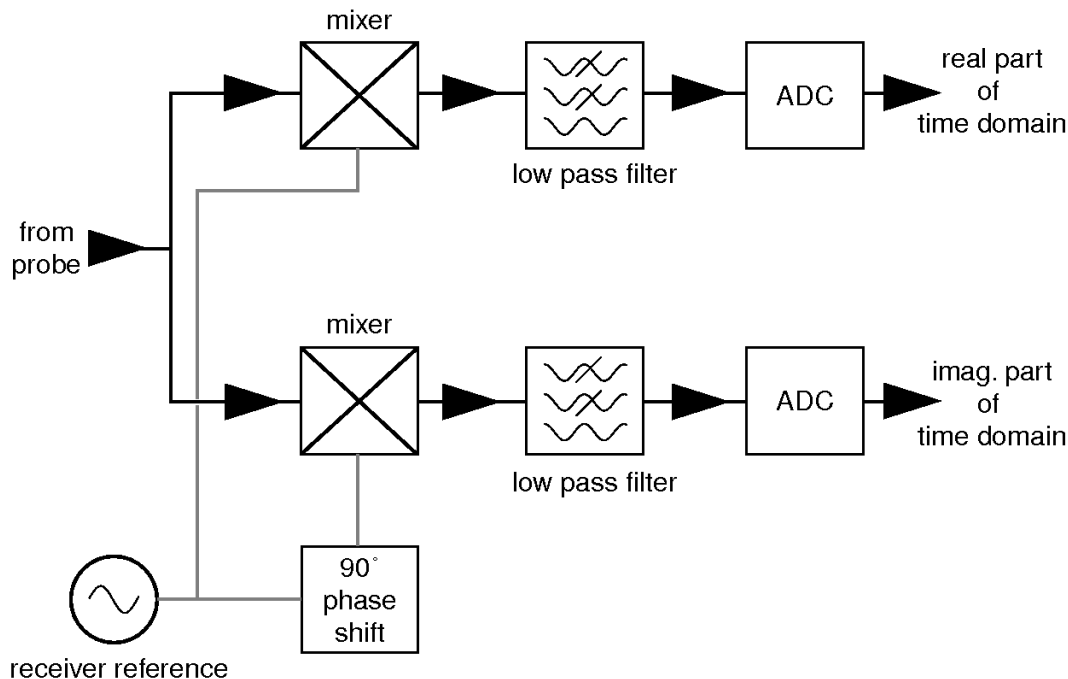 mixer
low pass filter
ADC
real part
of
time domain
from
probe
mixer
low pass filter
ADC
imag. part
of
time domain
90°
phase
shift
receiver reference